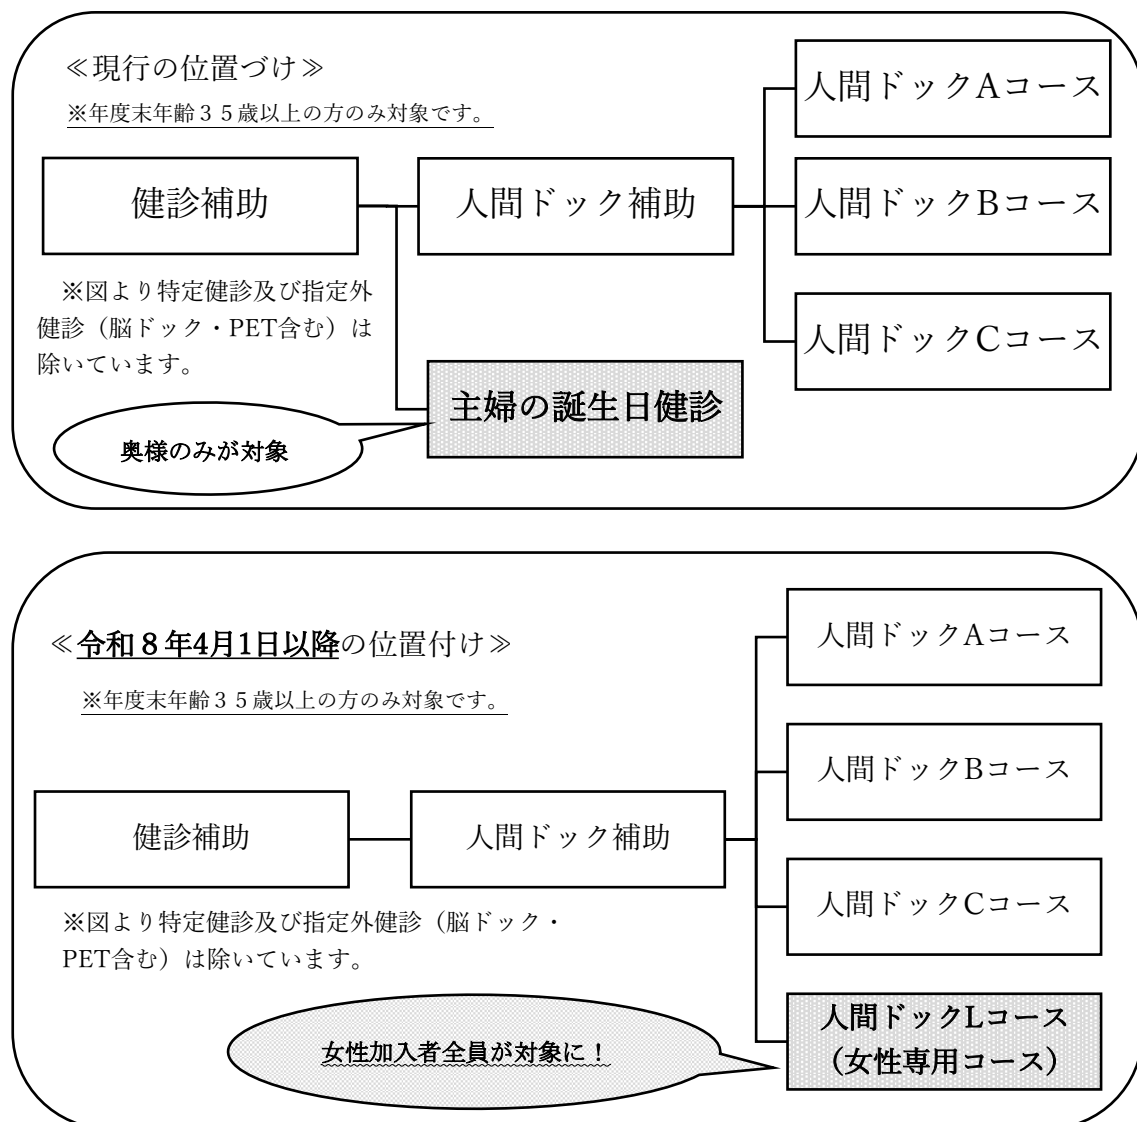 ≪現行の位置づけ≫
※年度末年齢３５歳以上の方のみ対象です。
健診補助
人間ドック補助
人間ドックAコース
人間ドックBコース
人間ドックCコース
※図より特定健診及び指定外
健診（脳ドック・PET含む）は
除いています。
主婦の誕生日健診
奥様のみが対象
≪令和８年4月1日以降の位置付け≫
※年度末年齢３５歳以上の方のみ対象です。
健診補助
人間ドック補助
人間ドックAコース
人間ドックBコース
人間ドックCコース
人間ドックLコース
（女性専用コース）
※図より特定健診及び指定外健診（脳ドック・
PET含む）は除いています。
女性加入者全員が対象に！